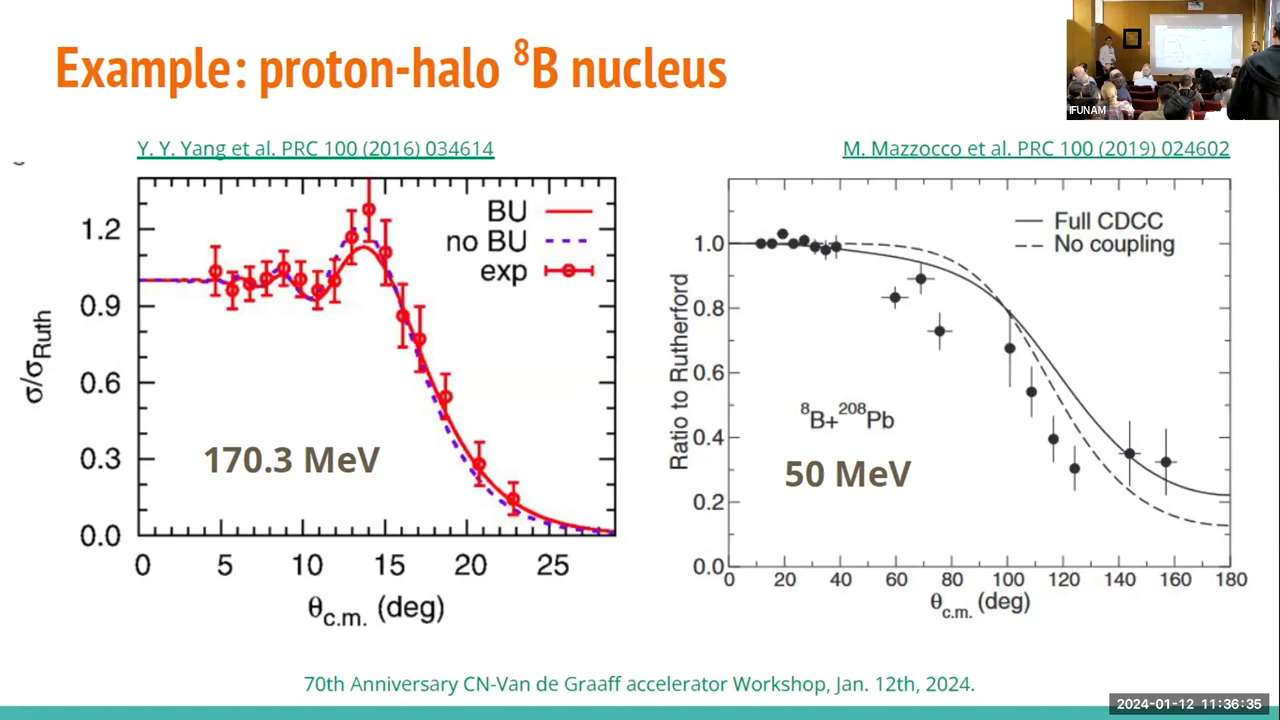 Example: proton-halo ⁸B nucleus
IFUNAM
Y. Y. Yang et al. PRC 100 (2016) 034614
M. Mazzocco et al. PRC 100 (2019) 024602
σ/σRuth
1.2
0.9
0.6
0.3
0.0
BU
no BU
exp
170.3 MeV
0 5 10 15 20 25
θc.m. (deg)
Ratio to Rutherford
1.0
0.8
0.6
0.4
0.2
0.0
Full CDCC
No coupling
⁸B+²⁰⁸Pb
50 MeV
0 20 40 60 80 100 120 140 160 180
θc.m. (deg)
70th Anniversary CN-Van de Graaff accelerator Workshop, Jan. 12th, 2024.
2024-01-12 11:36:35